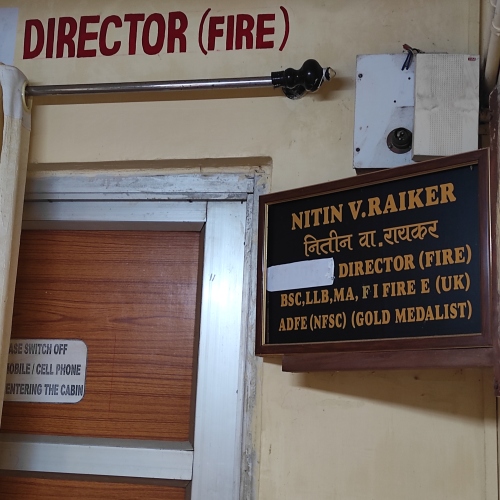 DIRECTOR (FIRE)
NITIN V.RAIKER
नितीन वा.रायकर
DIRECTOR (FIRE)
BSC,LLB,MA, F I FIRE E (UK)
ADFE (NFSC) (GOLD MEDALIST)
ASE SWITCH OFF
MOBILE / CELL PHONE
ENTERING THE CABIN